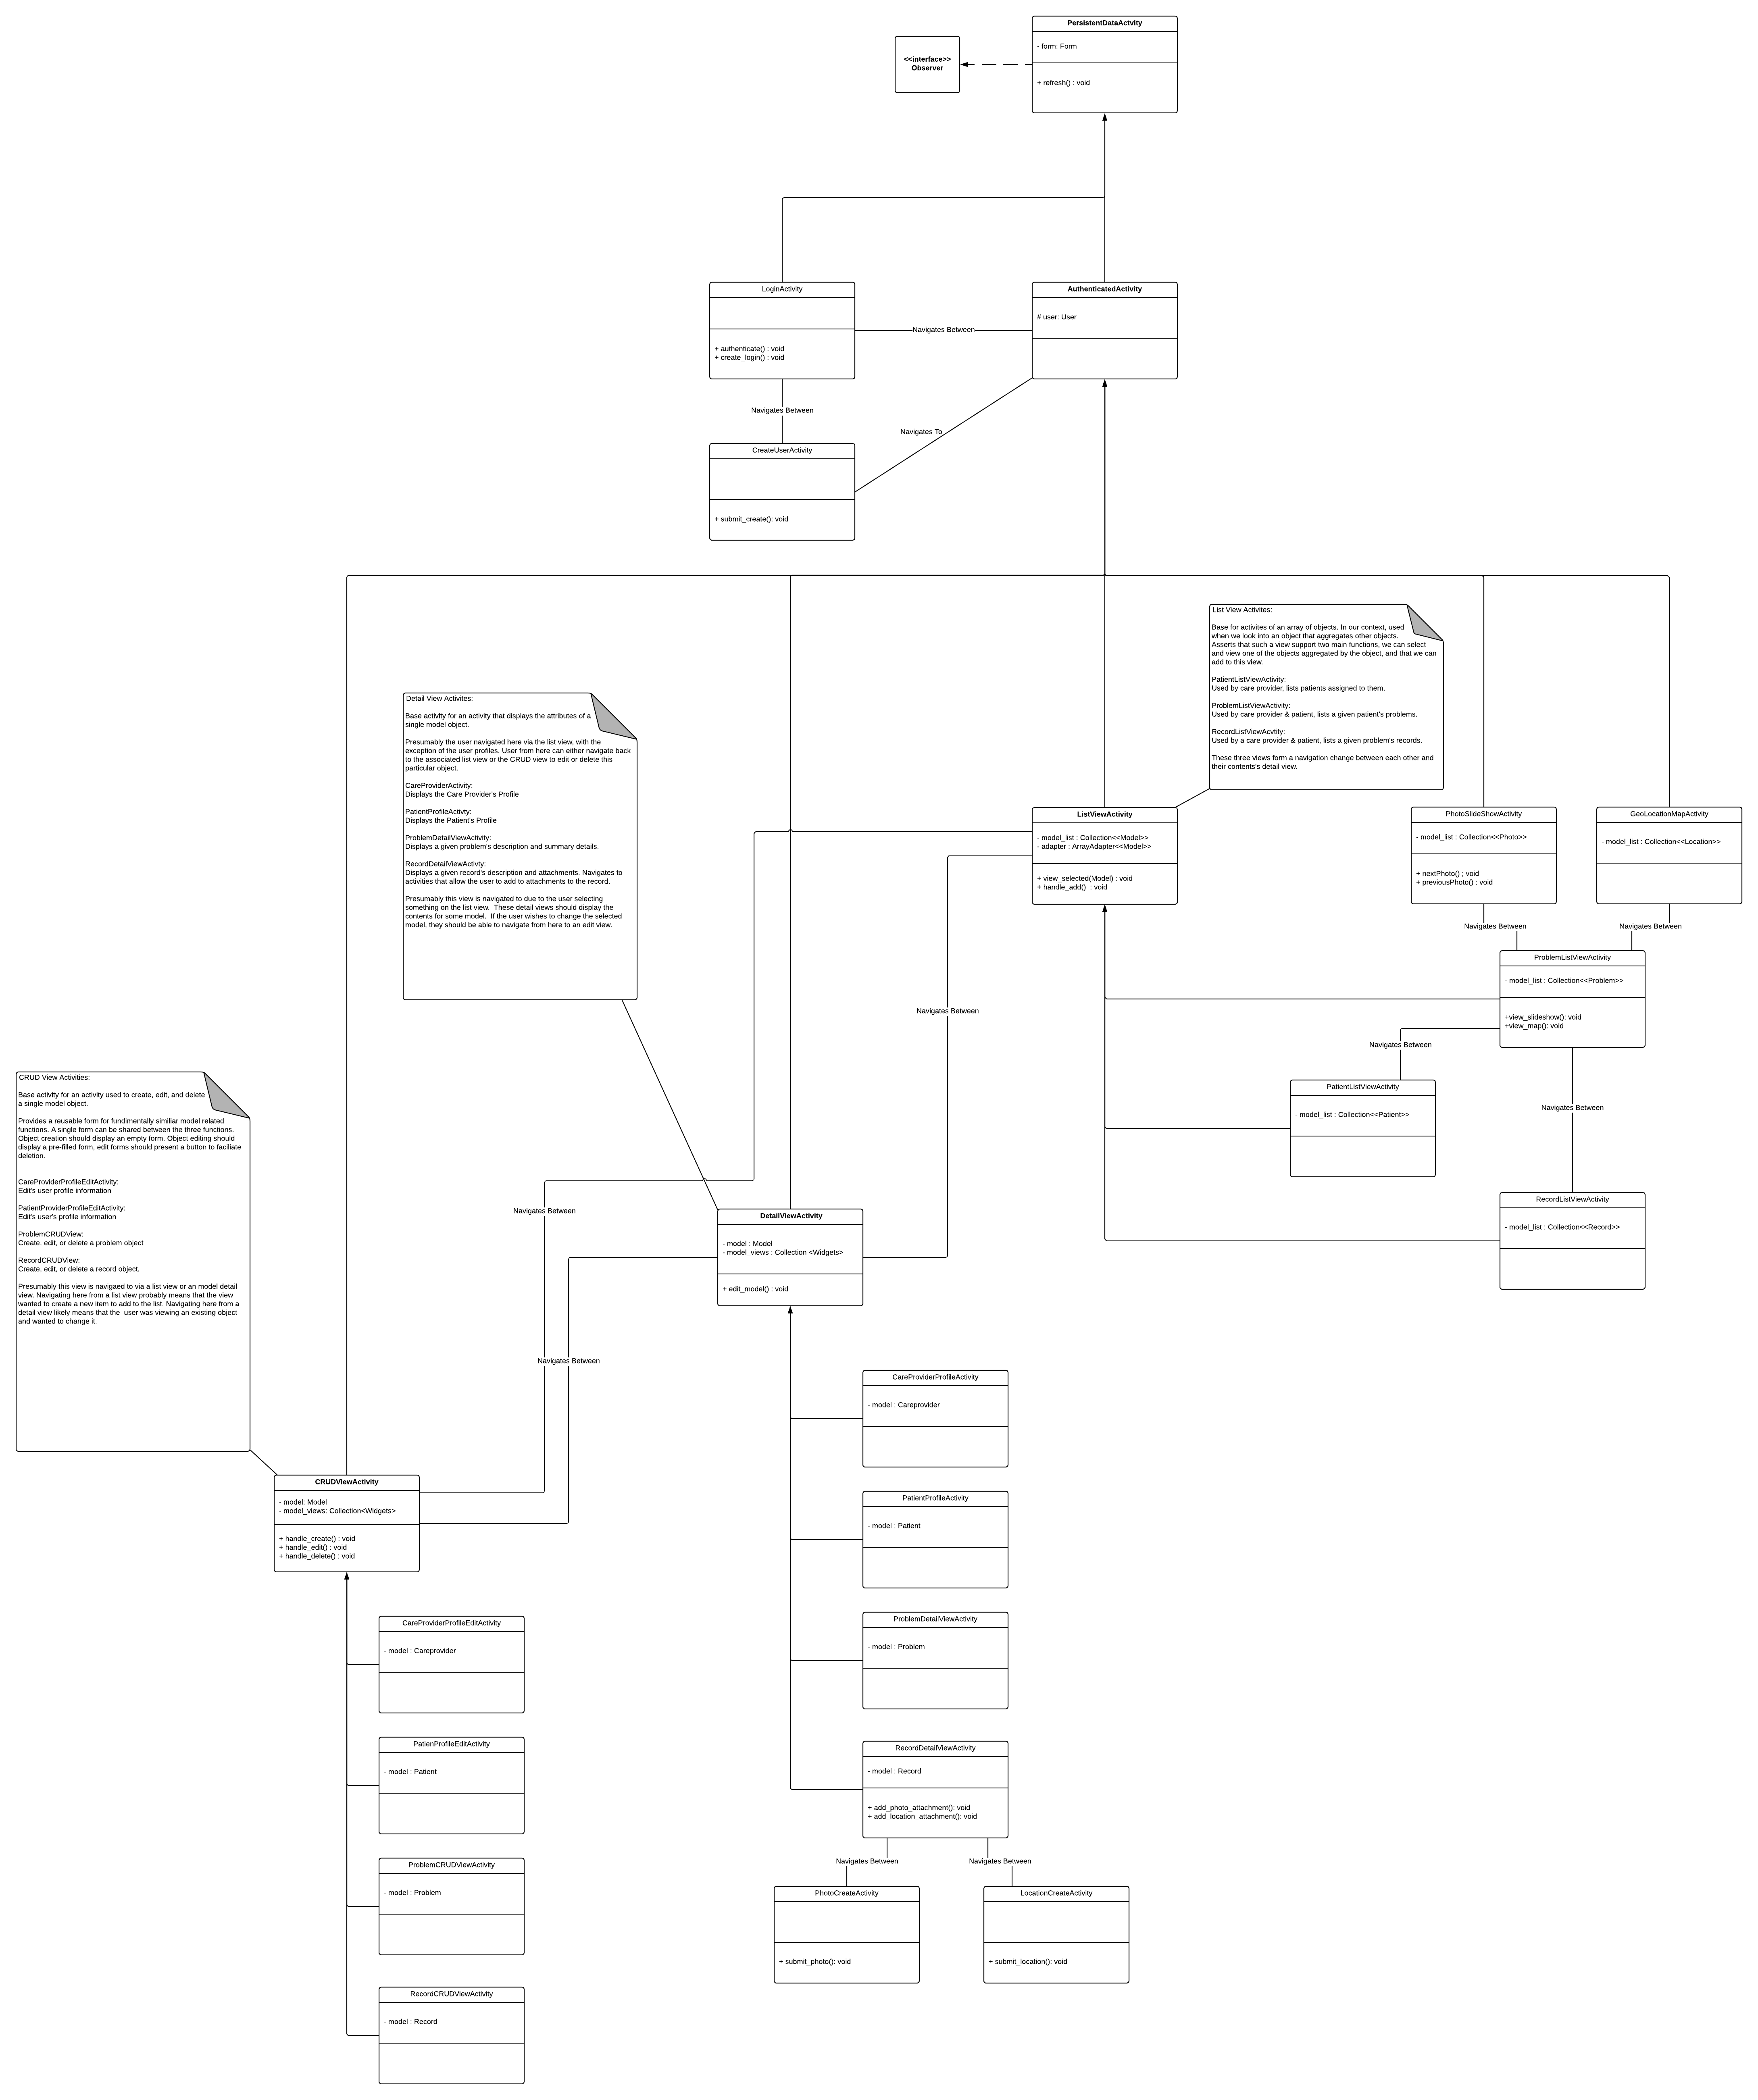 PersistentDataActvity
- form: Form
+ refresh() : void
<<interface>>
Observer
LoginActivity
+ authenticate() : void
+ create_login() : void
Navigates Between
AuthenticatedActivity
# user: User
Navigates Between
Navigates To
CreateUserActivity
+ submit_create(): void
List View Activites:
Base for activites of an array of objects. In our context, used
when we look into an object that aggregates other objects.
Asserts that such a view support two main functions, we can select
and view one of the objects aggregated by the object, and that we can
add to this view.
PatientListViewActivity:
Used by care provider, lists patients assigned to them.
ProblemListViewActivity:
Used by care provider & patient, lists a given patient's problems.
RecordListViewAcvtity:
Used by a care provider & patient, lists a given problem's records.
These three views form a navigation change between each other and
their contents's detail view.
Detail View Activites:
Base activity for an activity that displays the attributes of a
single model object.
Presumably the user navigated here via the list view, with the
exception of the user profiles. User from here can either navigate back
to the associated list view or the CRUD view to edit or delete this
particular object.
CareProviderActivity:
Displays the Care Provider's Profile
PatientProfileActivty:
Displays the Patient's Profile
ProblemDetailViewActivity:
Displays a given problem's description and summary details.
RecordDetailViewActivty:
Displays a given record's description and attachments. Navigates to
activities that allow the user to add to attachments to the record.
Presumably this view is navigated to due to the user selecting
something on the list view.  These detail views should display the
contents for some model.  If the user wishes to change the selected
model, they should be able to navigate from here to an edit view.
ListViewActivity
- model_list : Collection<<Model>>
- adapter : ArrayAdapter<<Model>>
+ view_selected(Model) : void
+ handle_add()  : void
PhotoSlideShowActivity
- model_list : Collection<<Photo>>
+ nextPhoto() ; void
+ previousPhoto() : void
GeoLocationMapActivity
- model_list : Collection<<Location>>
Navigates Between
Navigates Between
ProblemListViewActivity
- model_list : Collection<<Problem>>
+view_slideshow(): void
+view_map(): void
Navigates Between
Navigates Between
PatientListViewActivity
- model_list : Collection<<Patient>>
Navigates Between
RecordListViewActivity
- model_list : Collection<<Record>>
CRUD View Activities:
Base activity for an activity used to create, edit, and delete
a single model object.
Provides a reusable form for fundimentally similiar model related
functions. A single form can be shared between the three functions.
Object creation should display an empty form. Object editing should
display a pre-filled form, edit forms should present a button to faciliate
deletion.
CareProviderProfileEditActivity:
Edit's user profile information
PatientProviderProfileEditActivity:
Edit's user's profile information
ProblemCRUDView:
Create, edit, or delete a problem object
RecordCRUDView:
Create, edit, or delete a record object.
Presumably this view is navigaed to via a list view or an model detail
view. Navigating here from a list view probably means that the view
wanted to create a new item to add to the list. Navigating here from a
detail view likely means that the  user was viewing an existing object
and wanted to change it.
Navigates Between
DetailViewActivity
- model : Model
- model_views : Collection <Widgets>
+ edit_model() : void
Navigates Between
CareProviderProfileActivity
- model : Careprovider
CRUDViewActivity
- model: Model
- model_views: Collection<Widgets>
+ handle_create() : void
+ handle_edit() : void
+ handle_delete() : void
PatientProfileActivity
- model : Patient
ProblemDetailViewActivity
- model : Problem
CareProviderProfileEditActivity
- model : Careprovider
PatienProfileEditActivity
- model : Patient
RecordDetailViewActivity
- model : Record
+ add_photo_attachment(): void
+ add_location_attachment(): void
Navigates Between
Navigates Between
ProblemCRUDViewActivity
- model : Problem
PhotoCreateActivity
+ submit_photo(): void
LocationCreateActivity
+ submit_location(): void
RecordCRUDViewActivity
- model : Record